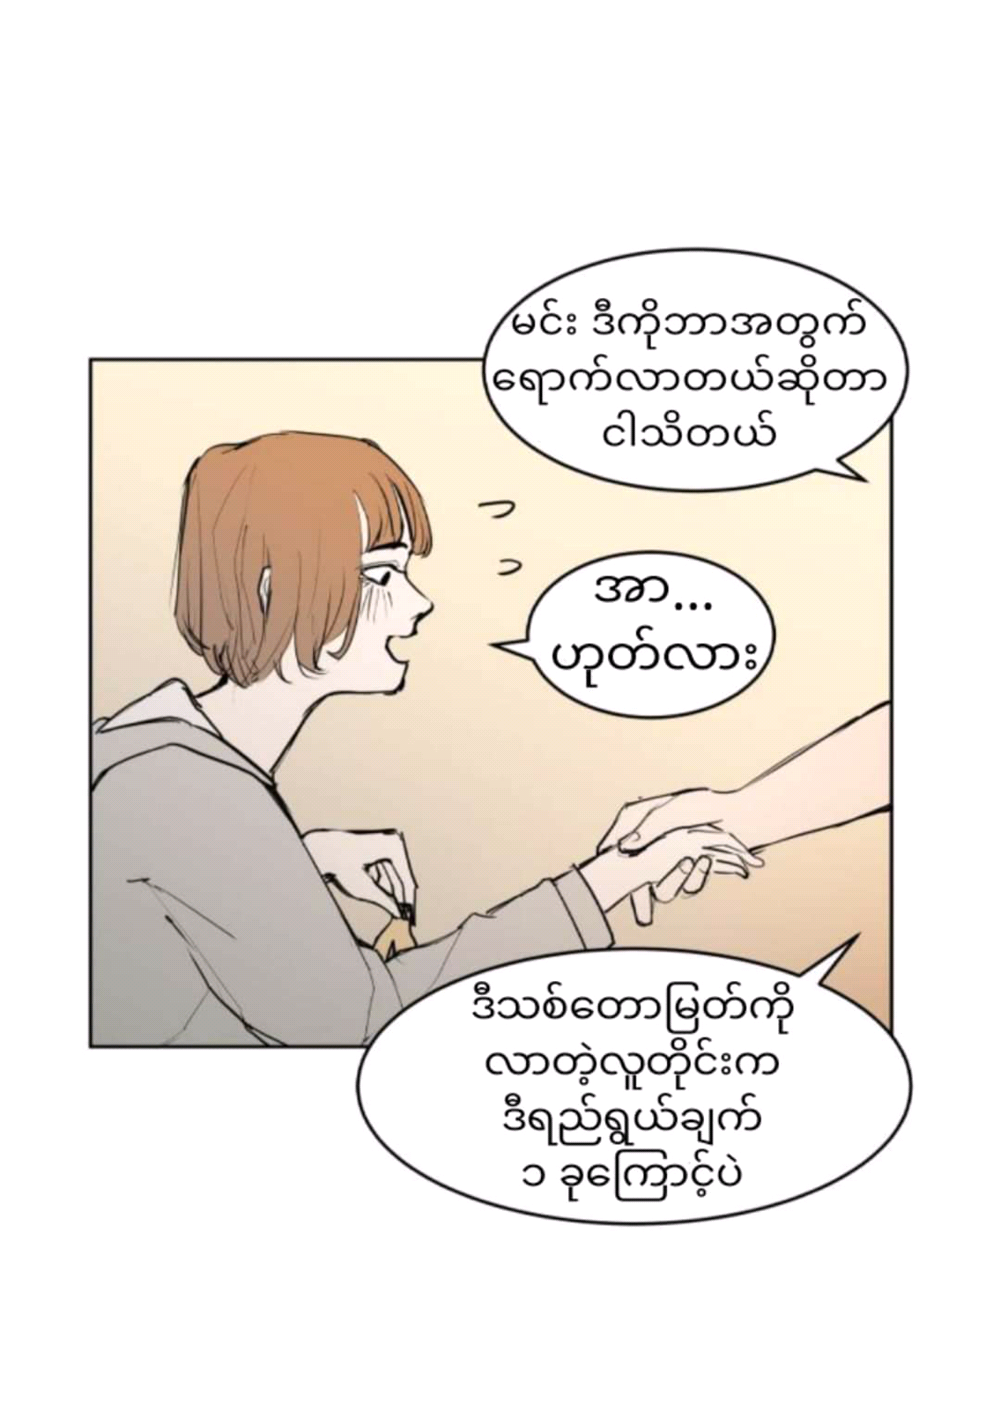 မင်း ဒီကိုဘာအတွက်
ရောက်လာတယ်ဆိုတာ
ငါသိတယ်
အာ...
ဟုတ်လား
ဒီသစ်တောမြတ်ကို
လာတဲ့လူတိုင်းက
ဒီရည်ရွယ်ချက်
၁ ခုကြောင့်ပဲ